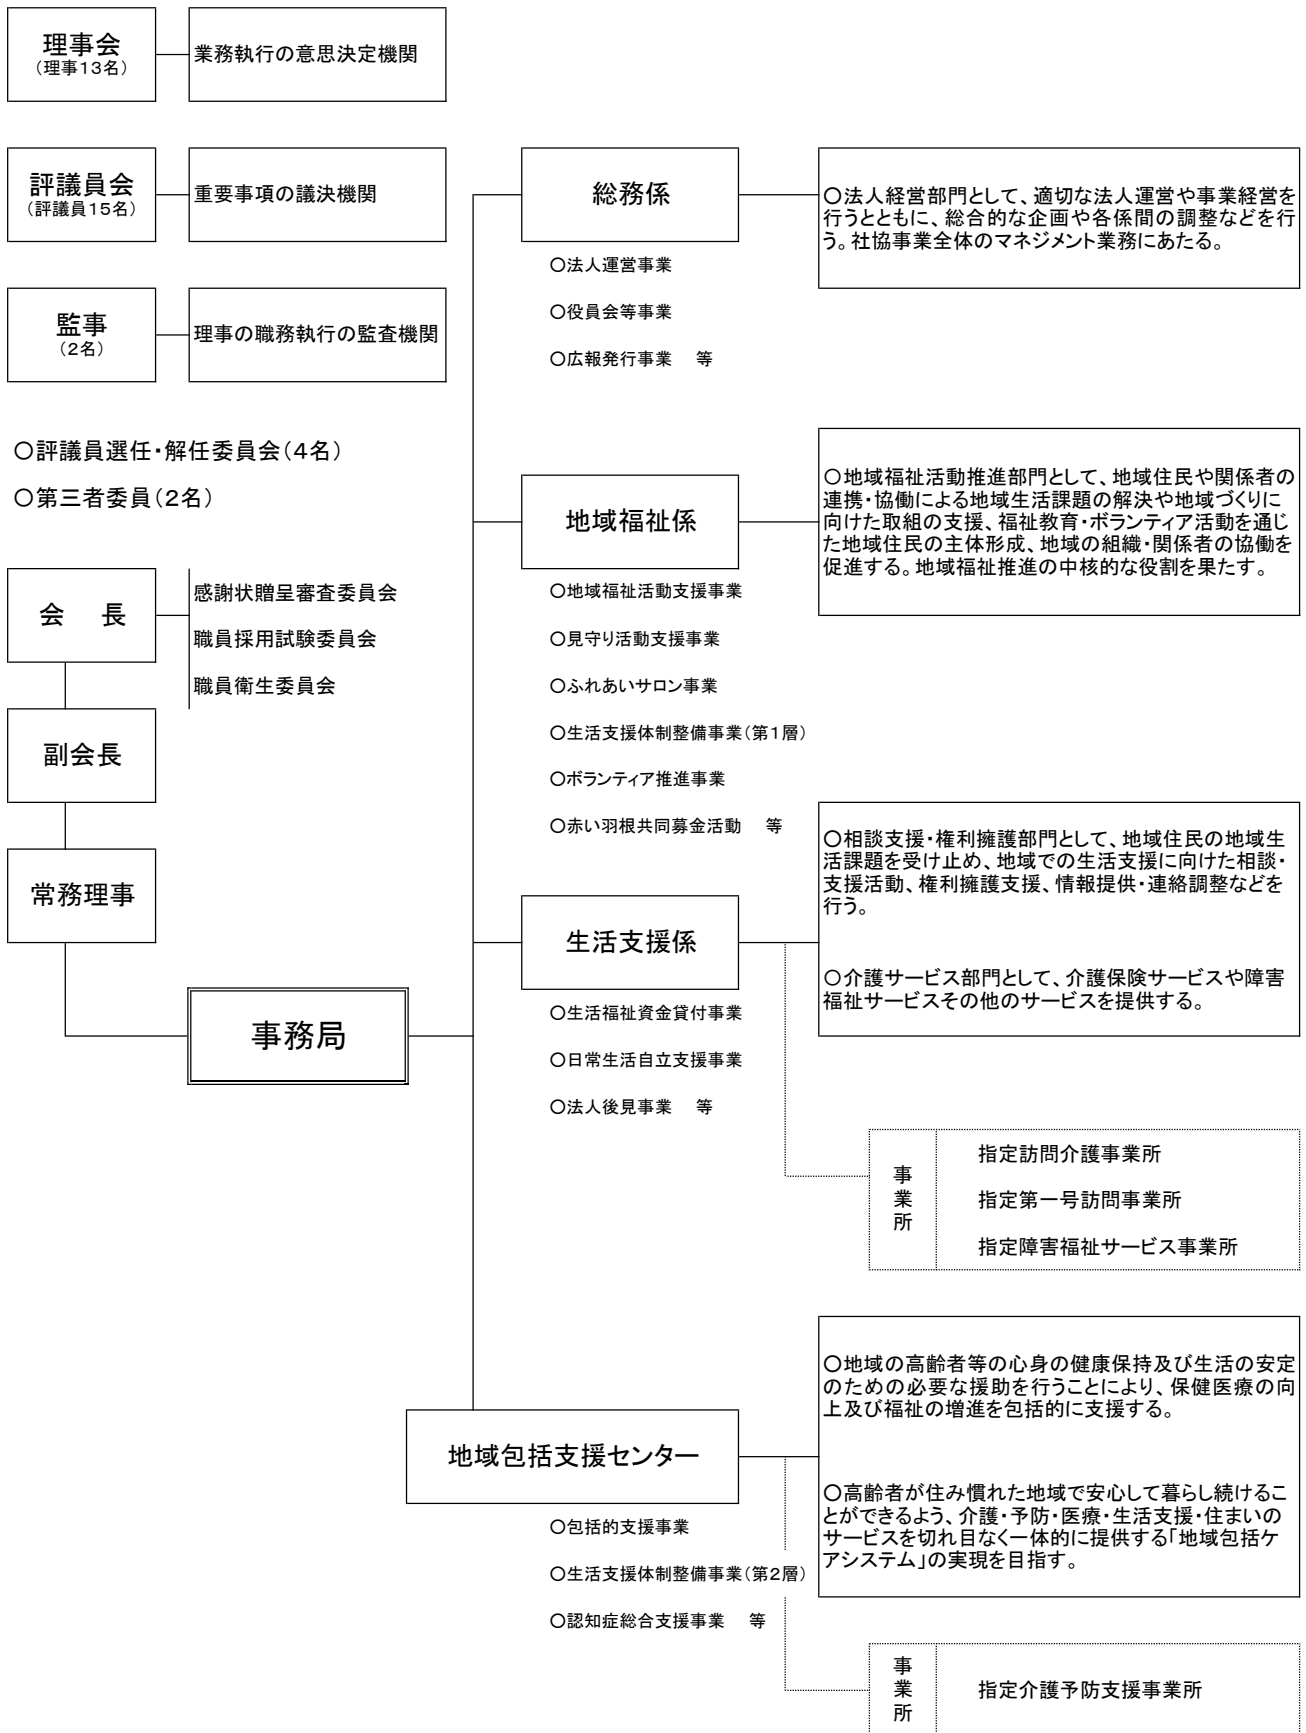 理事会
（理事13名）
業務執行の意思決定機関
評議員会
（評議員15名）
重要事項の議決機関
監事
（2名）
理事の職務執行の監査機関
〇評議員選任・解任委員会（4名）
〇第三者委員（2名）
会　長
感謝状贈呈審査委員会
職員採用試験委員会
職員衛生委員会
副会長
常務理事
事務局
総務係
〇法人経営部門として、適切な法人運営や事業経営を
行うとともに、総合的な企画や各係間の調整などを行
う。社協事業全体のマネジメント業務にあたる。
〇法人運営事業
〇役員会等事業
〇広報発行事業　等
地域福祉係
〇地域福祉活動推進部門として、地域住民や関係者の
連携・協働による地域生活課題の解決や地域づくりに
向けた取組の支援、福祉教育・ボランティア活動を通じ
た地域住民の主体形成、地域の組織・関係者の協働を
促進する。地域福祉推進の中核的な役割を果たす。
〇地域福祉活動支援事業
〇見守り活動支援事業
〇ふれあいサロン事業
〇生活支援体制整備事業（第1層）
〇ボランティア推進事業
〇赤い羽根共同募金活動　等
生活支援係
〇相談支援・権利擁護部門として、地域住民の地域生
活課題を受け止め、地域での生活支援に向けた相談・
支援活動、権利擁護支援、情報提供・連絡調整などを
行う。
〇介護サービス部門として、介護保険サービスや障害
福祉サービスその他のサービスを提供する。
〇生活福祉資金貸付事業
〇日常生活自立支援事業
〇法人後見事業　等
事業所
指定訪問介護事業所
指定第一号訪問事業所
指定障害福祉サービス事業所
地域包括支援センター
〇地域の高齢者等の心身の健康保持及び生活の安定
のための必要な援助を行うことにより、保健医療の向
上及び福祉の増進を包括的に支援する。
〇高齢者が住み慣れた地域で安心して暮らし続けるこ
とができるよう、介護・予防・医療・生活支援・住まいの
サービスを切れ目なく一体的に提供する「地域包括ケ
アシステム」の実現を目指す。
〇包括的支援事業
〇生活支援体制整備事業（第2層）
〇認知症総合支援事業　等
事業所
指定介護予防支援事業所